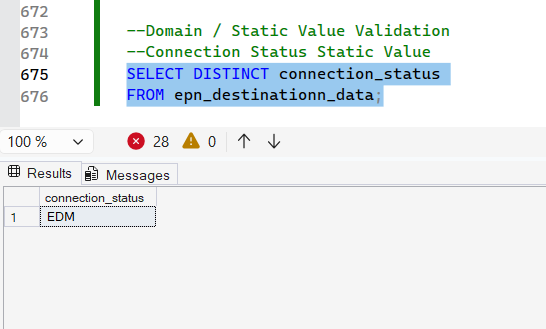 672
673 --Domain / Static Value Validation
674 --Connection Status Static Value
675 SELECT DISTINCT connection_status
676 FROM epn_destinationn_data;
100 % 28 0
Results Messages
connection_status
1 EDM